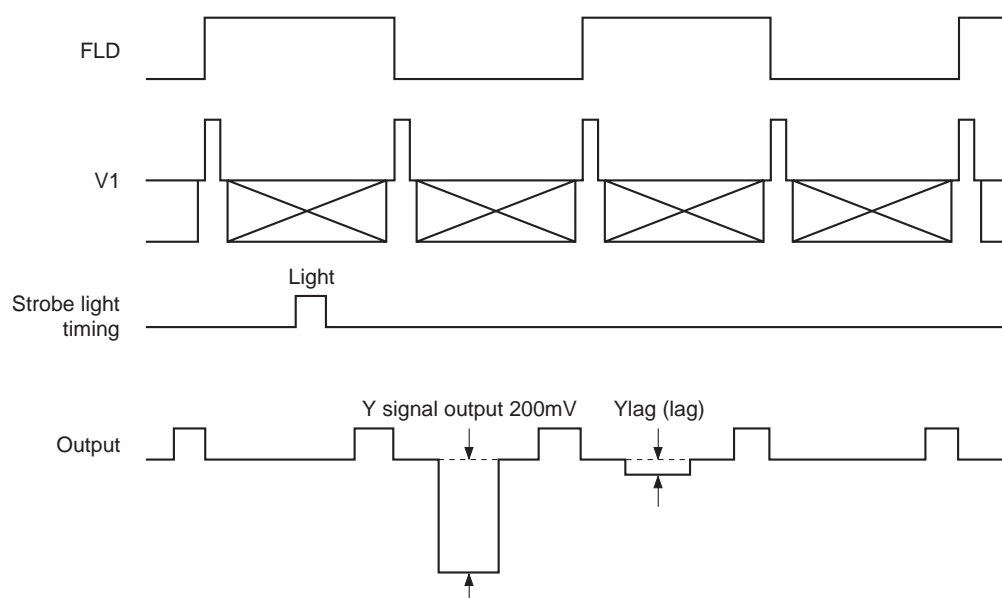 FLD
V1
Light
Strobe light
timing
Y signal output 200mV
Ylag (lag)
Output